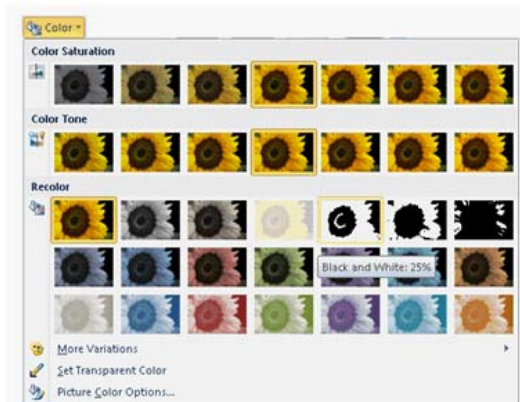 Color
Color Saturation
Color Tone
Recolor
Black and White: 25%
More Variations
Set Transparent Color
Picture Color Options...